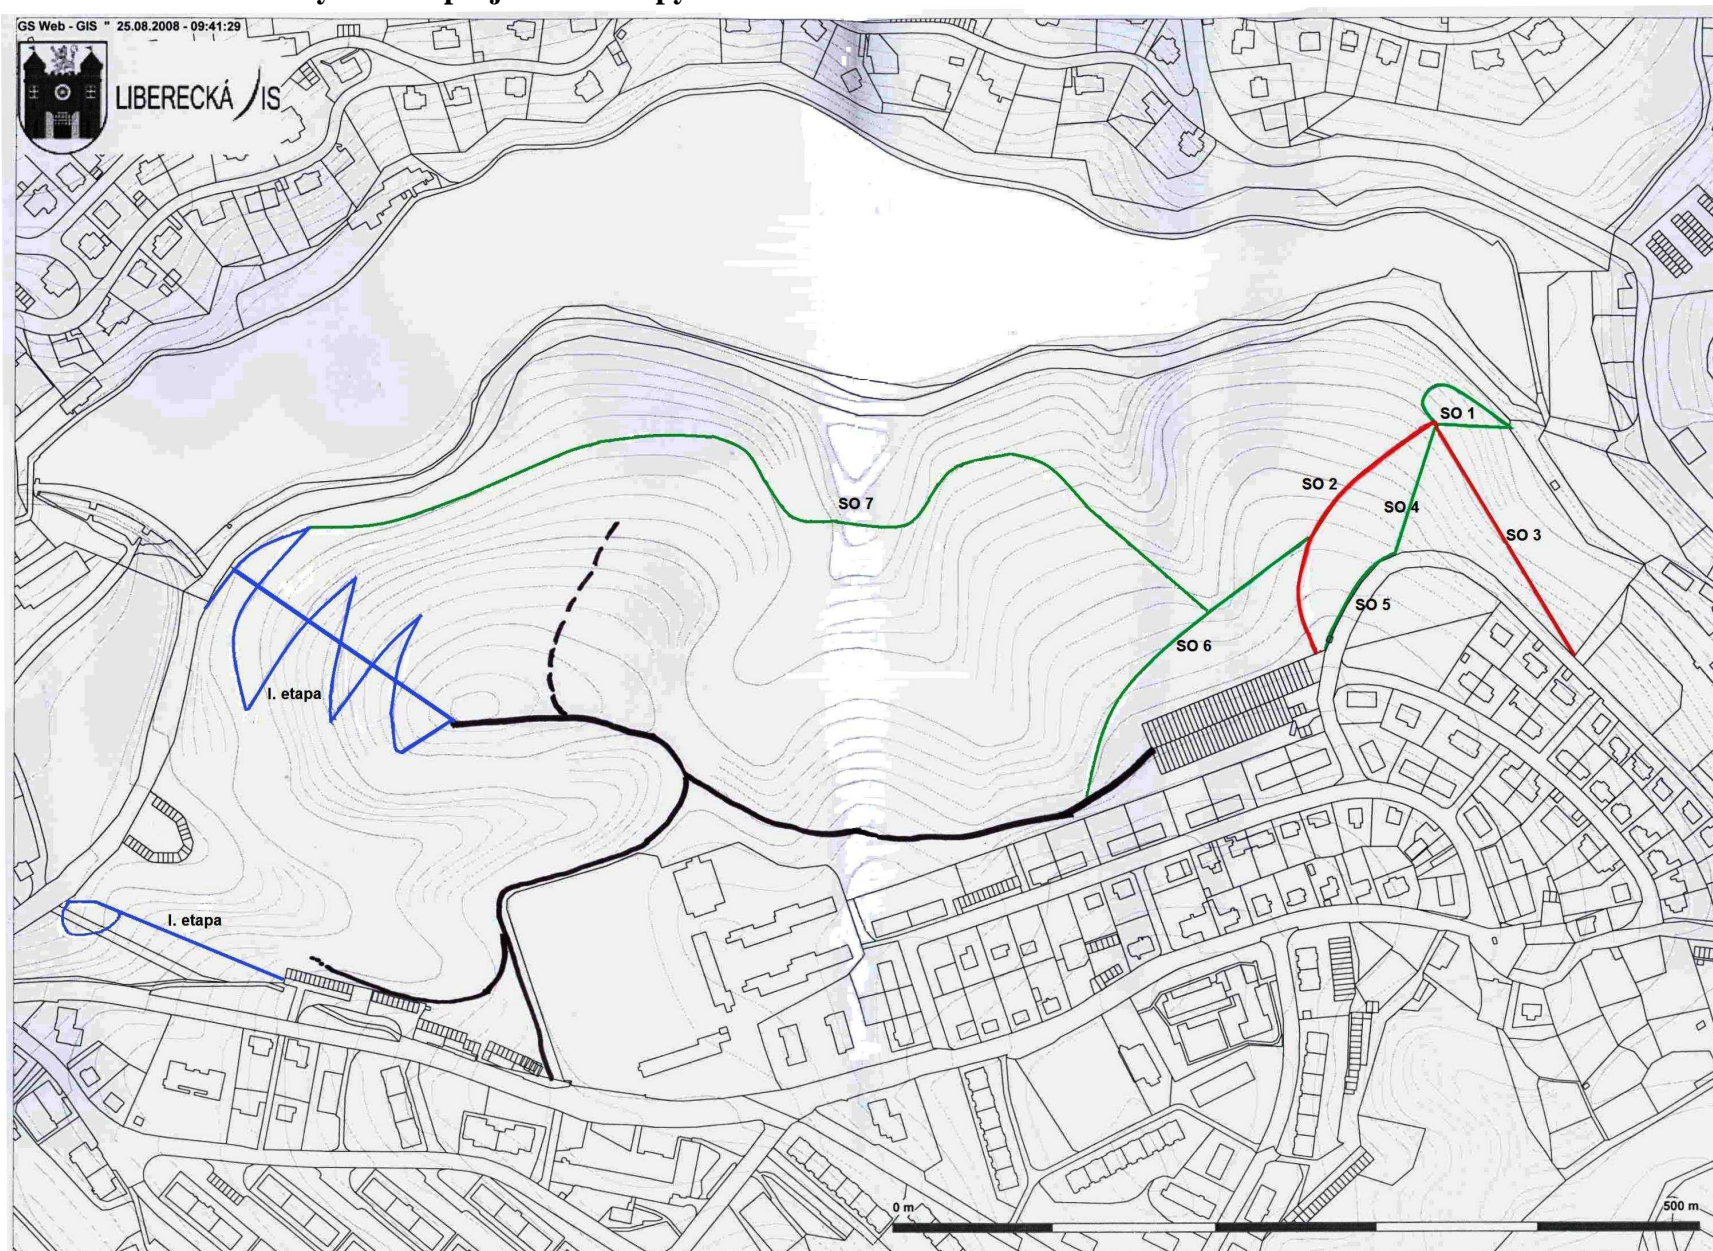 GS Web - GIS " 25.08.2008 - 09:41:29
LIBERECKÁ IS
SO 1
SO 2
SO 7
SO 4
SO 3
SO 5
SO 6
I. etapa
I. etapa
0 m
500 m